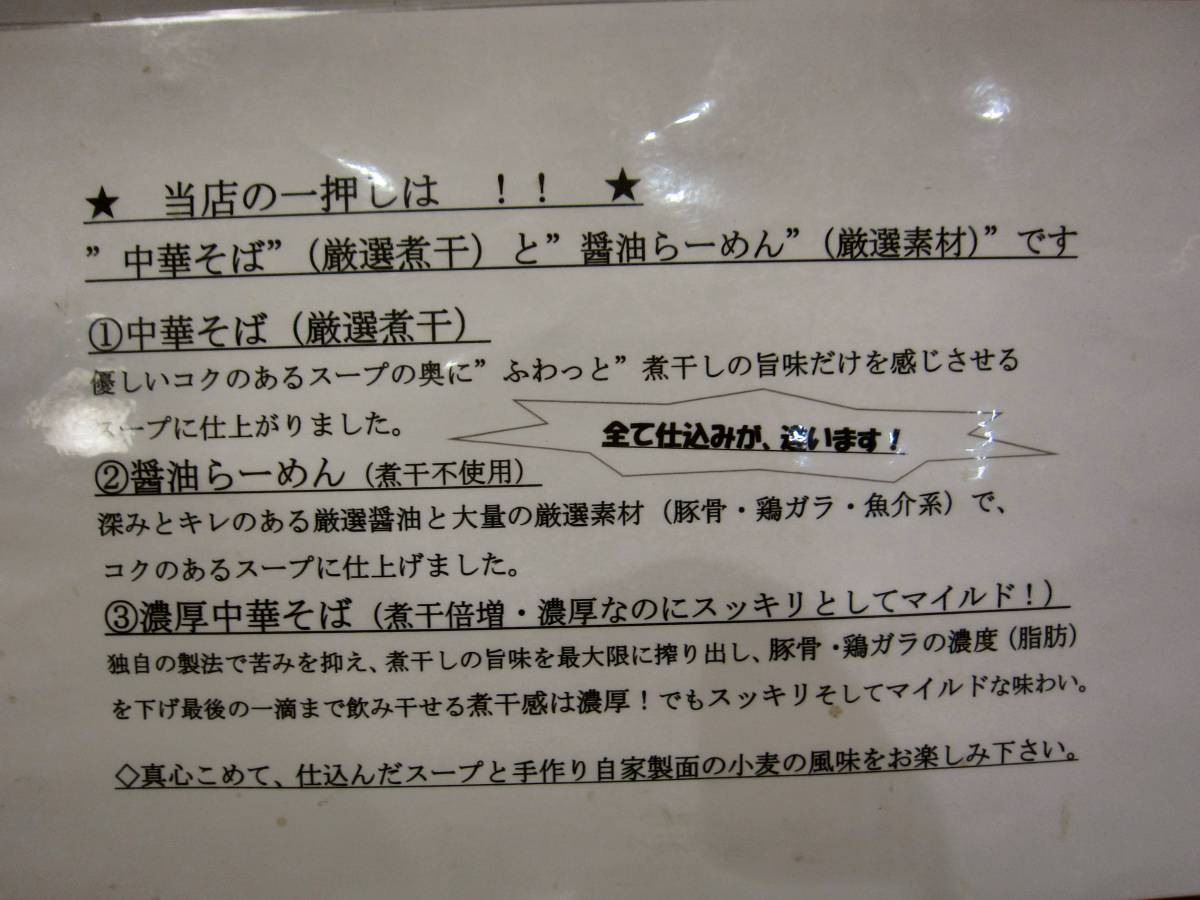 ★　当店の一押しは　！！　★
”中華そば”（厳選煮干）と”醤油らーめん”（厳選素材）”です
①中華そば（厳選煮干）
優しいコクのあるスープの奥に”ふわっと”煮干しの旨味だけを感じさせる
スープに仕上がりました。
全て仕込みが、違います！
②醤油らーめん（煮干不使用）
深みとキレのある厳選醤油と大量の厳選素材（豚骨・鶏ガラ・魚介系）で、
コクのあるスープに仕上げました。
③濃厚中華そば（煮干倍増・濃厚なのにスッキリとしてマイルド！）
独自の製法で苦みを抑え、煮干しの旨味を最大限に搾り出し、豚骨・鶏ガラの濃度（脂肪）
を下げ最後の一滴まで飲み干せる煮干感は濃厚！でもスッキリそしてマイルドな味わい。
◇真心こめて、仕込んだスープと手作り自家製面の小麦の風味をお楽しみ下さい。